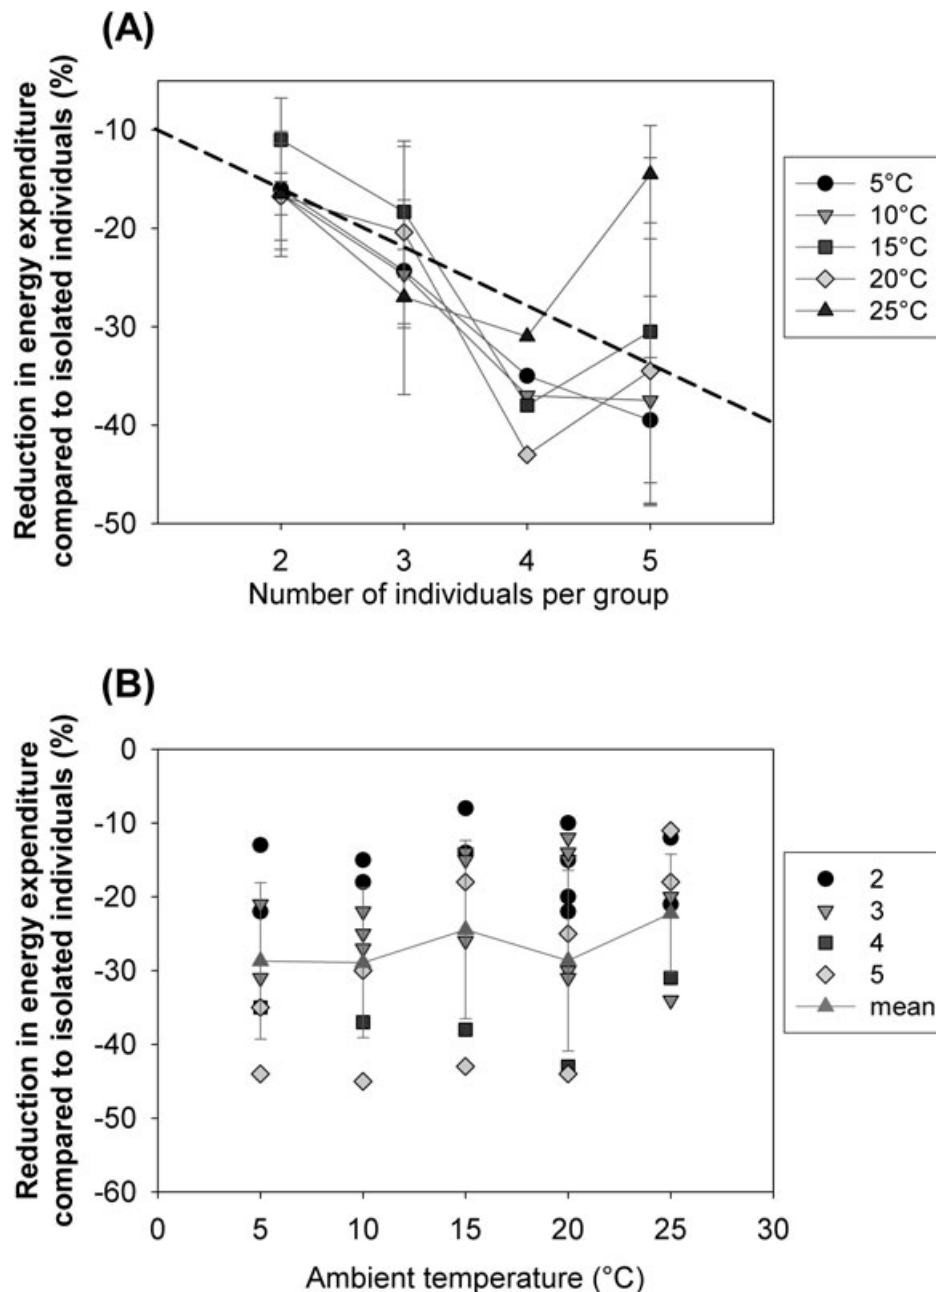 (A)
Reduction in energy expenditure
compared to isolated individuals (%)
-10
-20
-30
-40
-50
2 3 4 5
Number of individuals per group
5°C
10°C
15°C
20°C
25°C
(B)
Reduction in energy expenditure
compared to isolated individuals (%)
0
-10
-20
-30
-40
-50
-60
0 5 10 15 20 25 30
Ambient temperature (°C)
2
3
4
5
mean